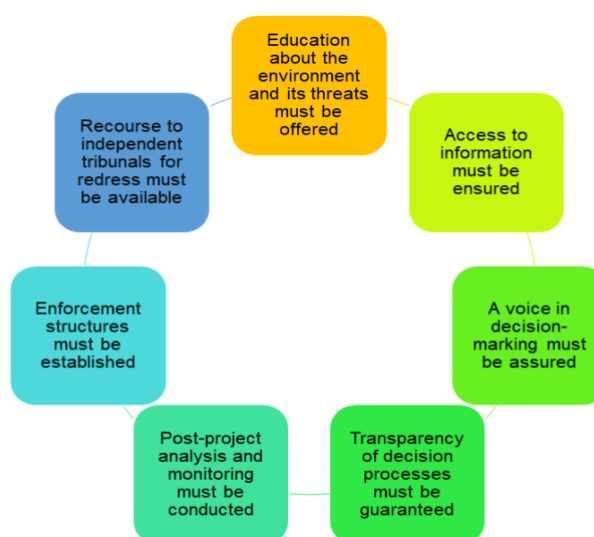 Education
about the
environment
and its threats
must be
offered
Access to
information
must be
ensured
A voice in
decision-
marking must
be assured
Transparency
of decision
processes
must be
guaranteed
Post-project
analysis and
monitoring
must be
conducted
Enforcement
structures
must be
established
Recourse to
independent
tribunals for
redress must
be available